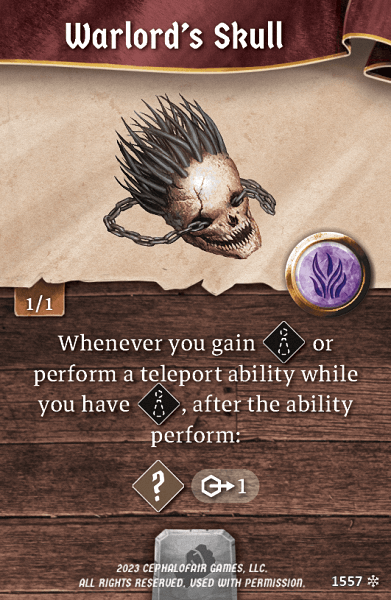 Warlord's Skull
1/1
Whenever you gain or
perform a teleport ability while
you have , after the ability
perform:
? 1
2023 CEPHALOFAIR GAMES, LLC.
ALL RIGHTS RESERVED. USED WITH PERMISSION.
1557